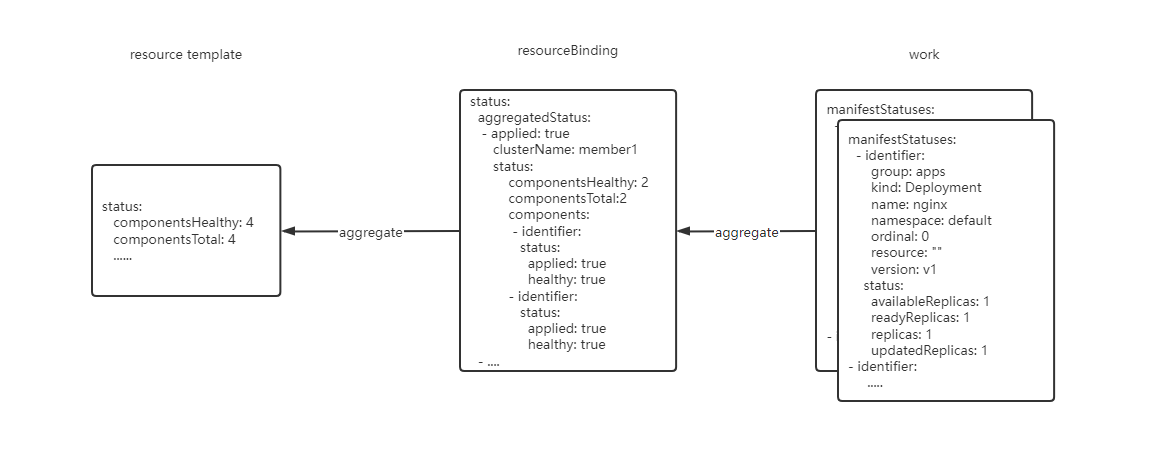 resource template
resourceBinding
work
status:
componentsHealthy: 4
componentsTotal: 4
......
aggregate
status:
aggregatedStatus:
- applied: true
clusterName: member1
status:
componentsHealthy: 2
componentsTotal:2
components:
- identifier:
status:
applied: true
healthy: true
- identifier:
status:
applied: true
healthy: true
- ....
aggregate
manifestStatuses:
-
- i
manifestStatuses:
- identifier:
group: apps
kind: Deployment
name: nginx
namespace: default
ordinal: 0
resource: ""
version: v1
status:
availableReplicas: 1
readyReplicas: 1
replicas: 1
updatedReplicas: 1
- identifier:
.....